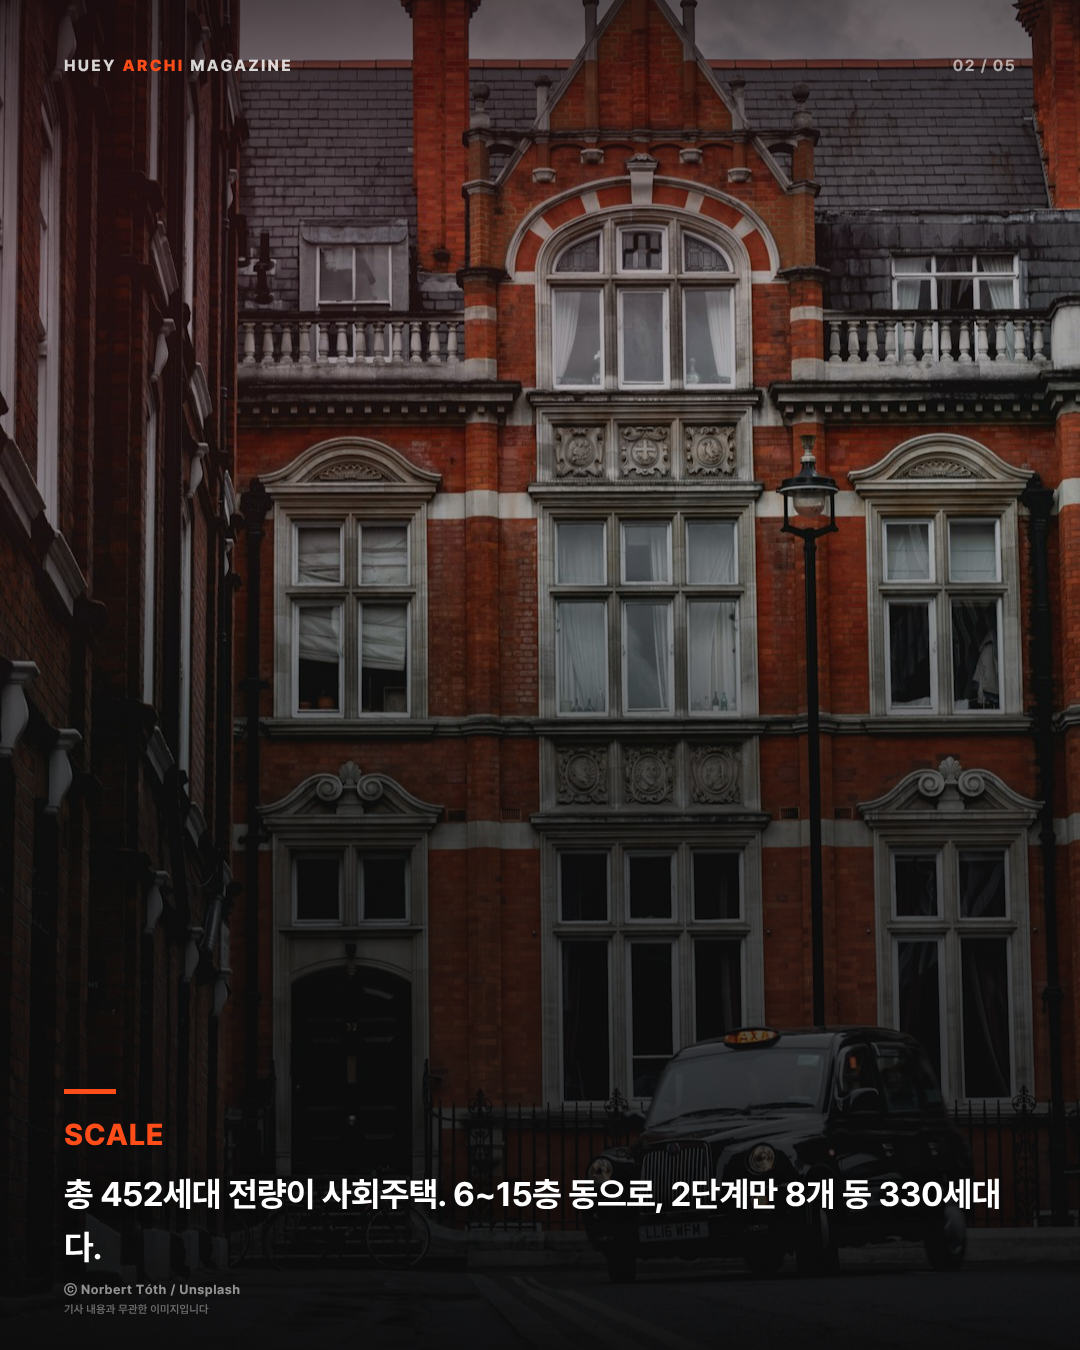 HUEY ARCHI MAGAZINE
02 / 05
SCALE
총 452세대 전량이 사회주택. 6~15층 동으로, 2단계만 8개 동 330세대
다.
© Norbert Tóth / Unsplash
기사 내용과 무관한 이미지입니다
LL16 WFM